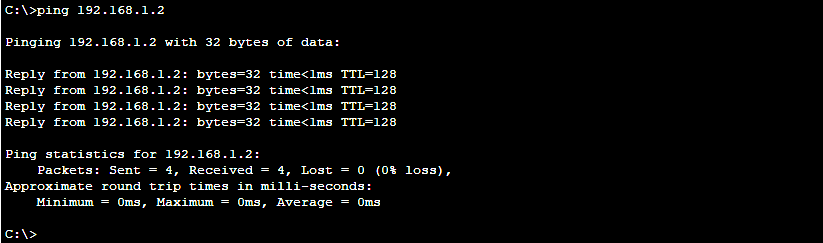 C:\>ping 192.168.1.2
Pinging 192.168.1.2 with 32 bytes of data:
Reply from 192.168.1.2: bytes=32 time<1ms TTL=128
Reply from 192.168.1.2: bytes=32 time<1ms TTL=128
Reply from 192.168.1.2: bytes=32 time<1ms TTL=128
Reply from 192.168.1.2: bytes=32 time<1ms TTL=128
Ping statistics for 192.168.1.2:
    Packets: Sent = 4, Received = 4, Lost = 0 (0% loss),
Approximate round trip times in milli-seconds:
    Minimum = 0ms, Maximum = 0ms, Average = 0ms
C:\>